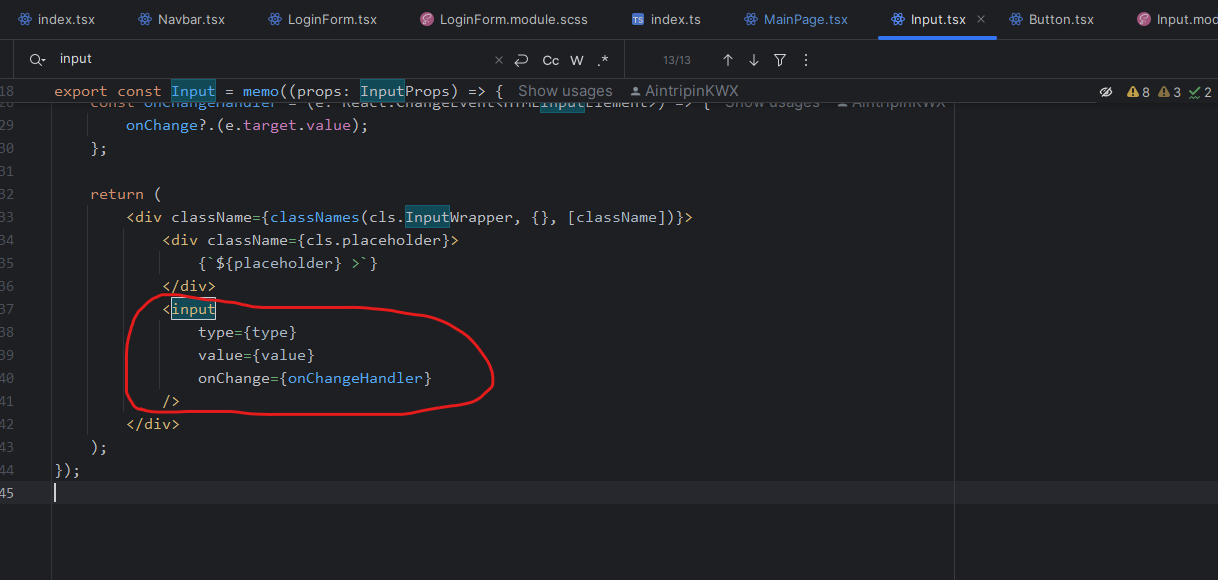 index.tsx Navbar.tsx LoginForm.tsx LoginForm.module.scss TS index.ts MainPage.tsx Input.tsx × Button.tsx Input.mod
input × Cc W .* 13/13
18 export const Input = memo((props: InputProps) => { Show usages AintripinKWX 8 3 2
const onChangeHandler = (e: React.ChangeEvent<HTMLInputElement>) => { Show usages AintripinKWX
29 onChange?.(e.target.value);
30 };
31
32 return (
33 <div className={classNames(cls.InputWrapper, {}, [className])}>
34 <div className={cls.placeholder}>
35 {`${placeholder} >`}
36 </div>
37 <input
38 type={type}
39 value={value}
40 onChange={onChangeHandler}
41 />
42 </div>
43 );
44 });
45